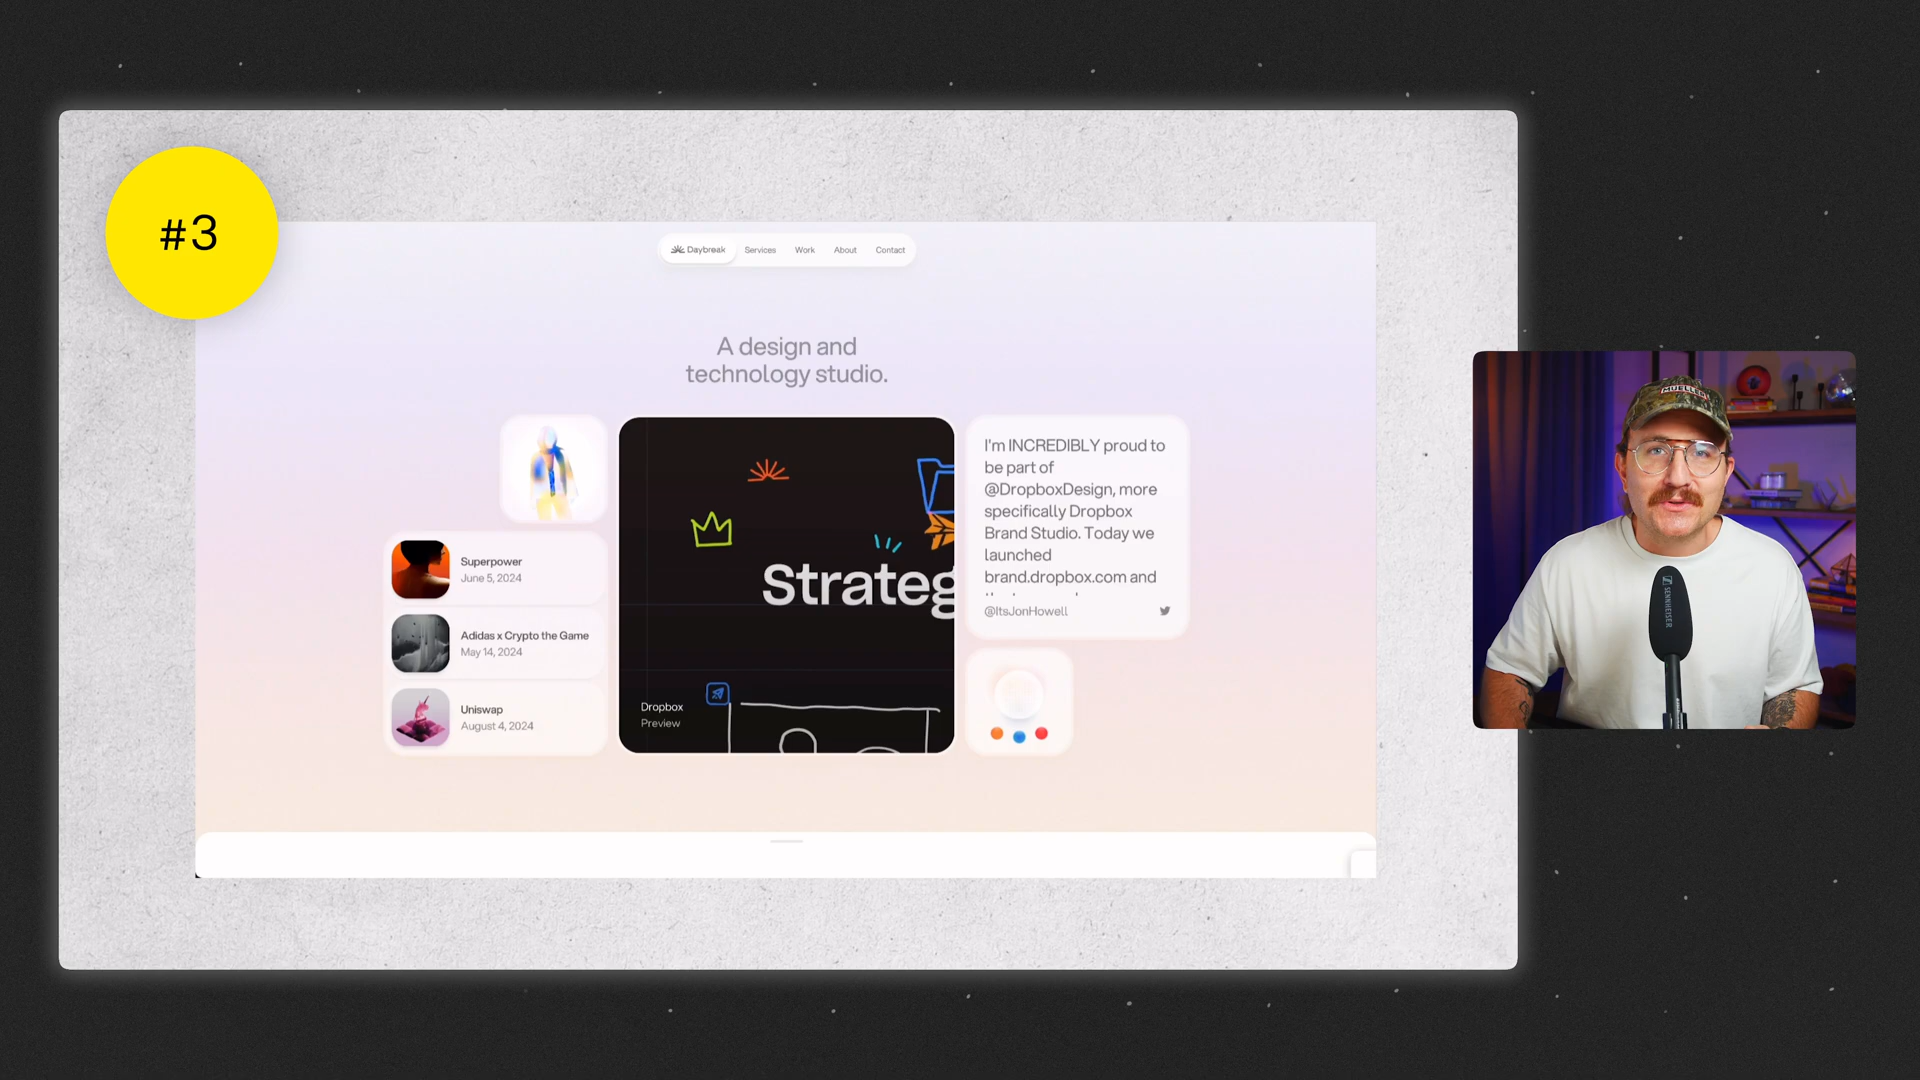 #3
Daybreak
Services
Work
About
Contact
A design and
technology studio.
Superpower
June 5, 2024
Adidas x Crypto the Game
May 14, 2024
Uniswap
August 4, 2024
Strateg
Dropbox
Preview
I'm INCREDIBLY proud to
be part of
@DropboxDesign, more
specifically Dropbox
Brand Studio. Today we
launched
brand.dropbox.com and
@ItsJonHowell
MUELLER
SENNHEISER